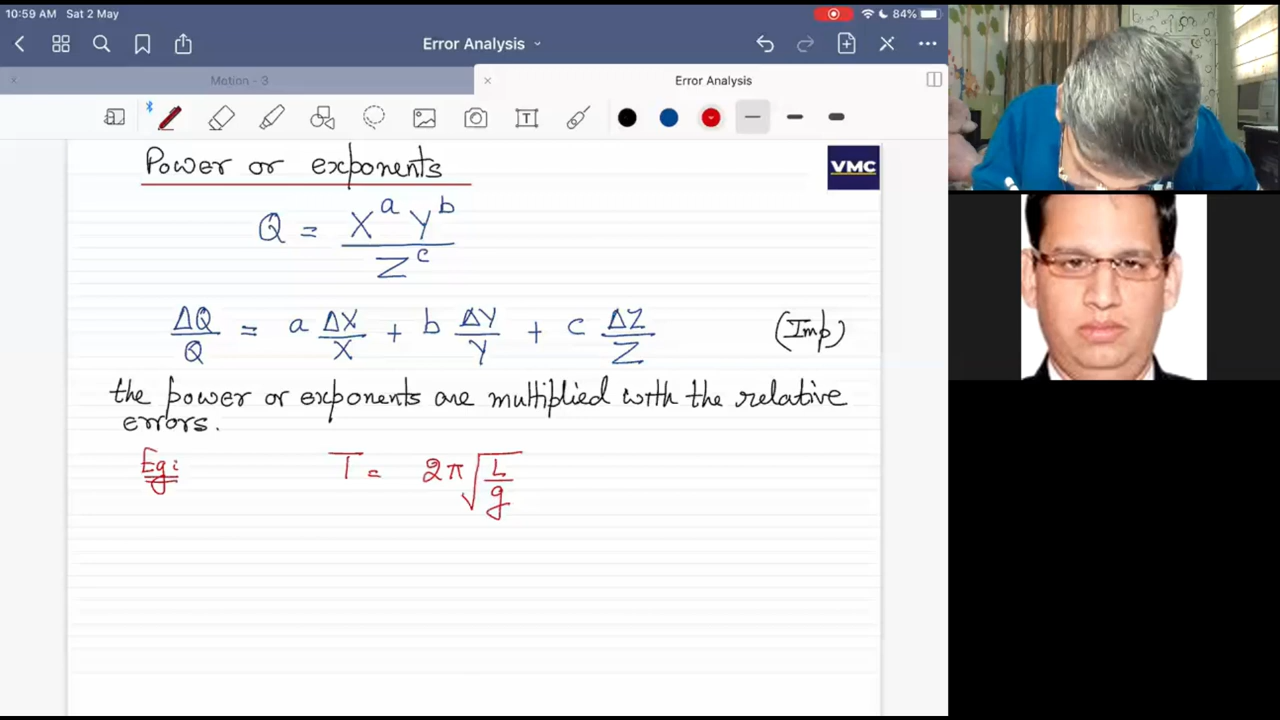 10:59 AM Sat 2 May 84%
Error Analysis
Motion - 3 Error Analysis
Power or exponents
VMC
Q = X^a Y^b / Z^c
ΔQ/Q = a ΔX/X + b ΔY/Y + c ΔZ/Z (Imp)
the power or exponents are multiplied with the relative
errors.
Eg: T = 2π√(L/g)